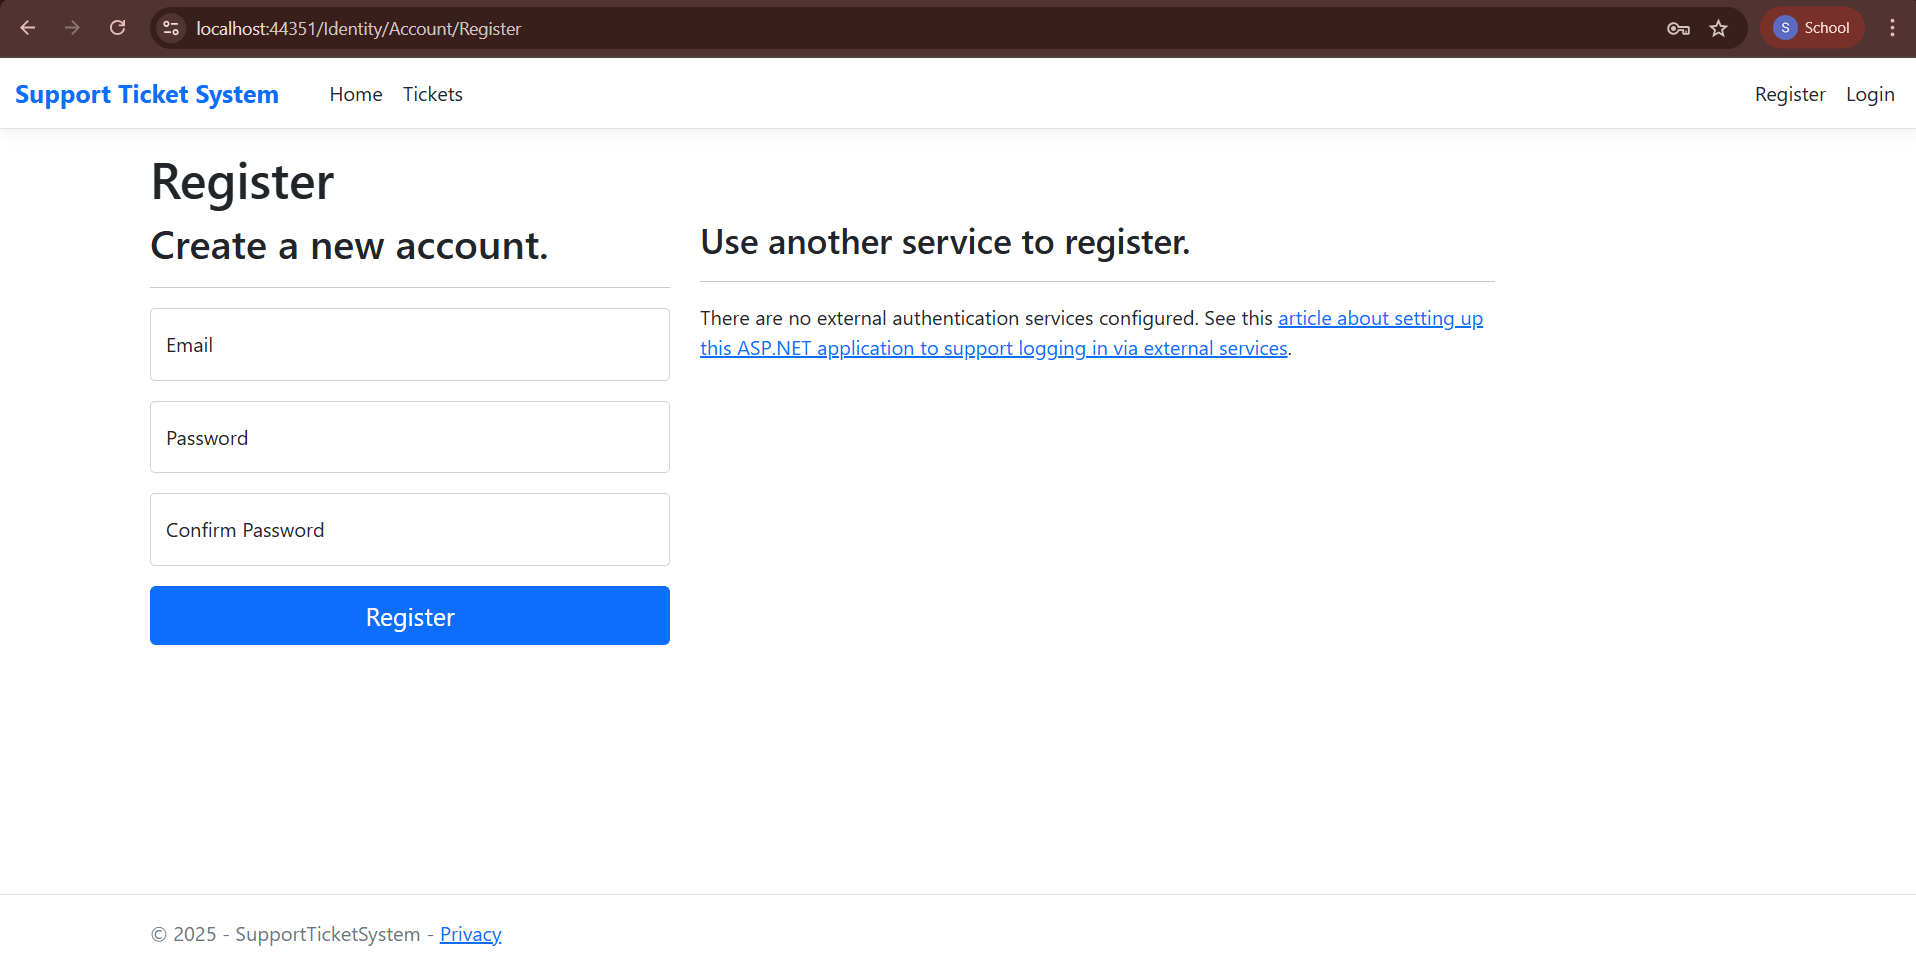 localhost:44351/Identity/Account/Register
S School
Support Ticket System Home Tickets Register Login
Register
Create a new account.
Email
Password
Confirm Password
Register
Use another service to register.
There are no external authentication services configured. See this article about setting up
this ASP.NET application to support logging in via external services.
© 2025 - SupportTicketSystem - Privacy